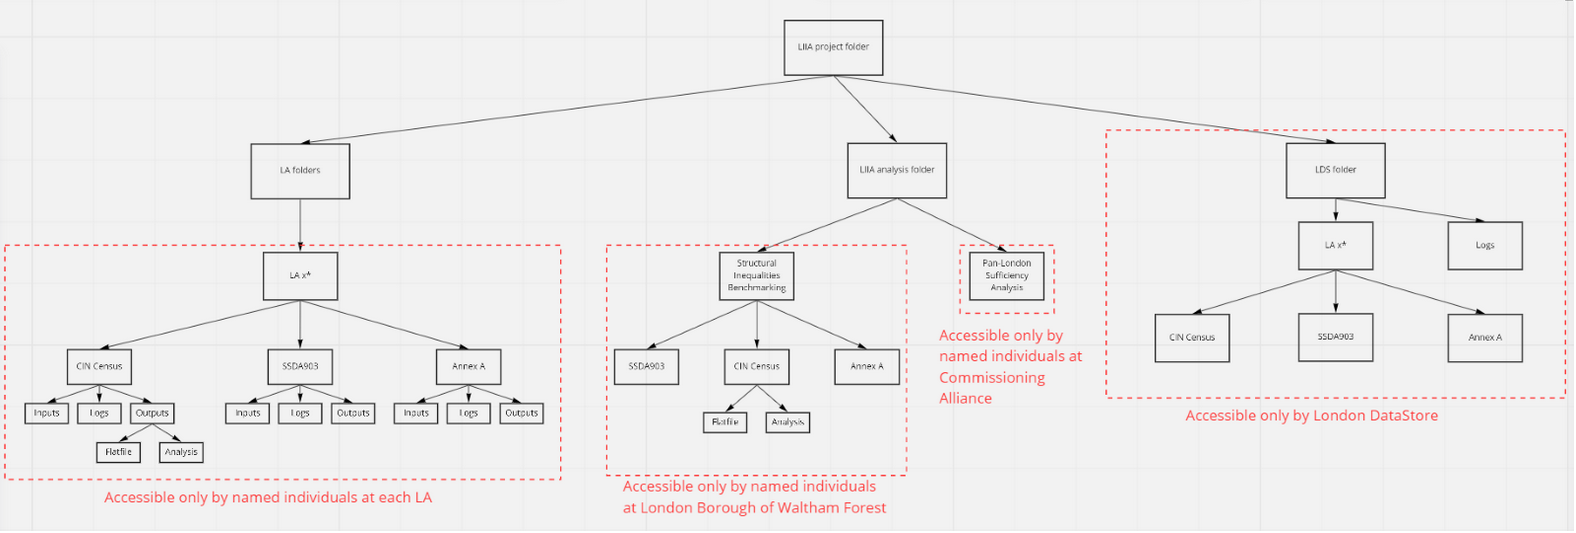 LIIA project folder
LA folders
LIIA analysis folder
LDS folder
LA x*
Structural
Inequalities
Benchmarking
Pan-London
Sufficiency
Analysis
LA x*
Logs
CIN Census
SSDA903
Annex A
SSDA903
CIN Census
Annex A
CIN Census
SSDA903
Annex A
Inputs
Logs
Outputs
Inputs
Logs
Outputs
Inputs
Logs
Outputs
Flatfile
Analysis
Flatfile
Analysis
Accessible only by named individuals at each LA
Accessible only by named individuals
at London Borough of Waltham Forest
Accessible only by
named individuals at
Commissioning
Alliance
Accessible only by London DataStore